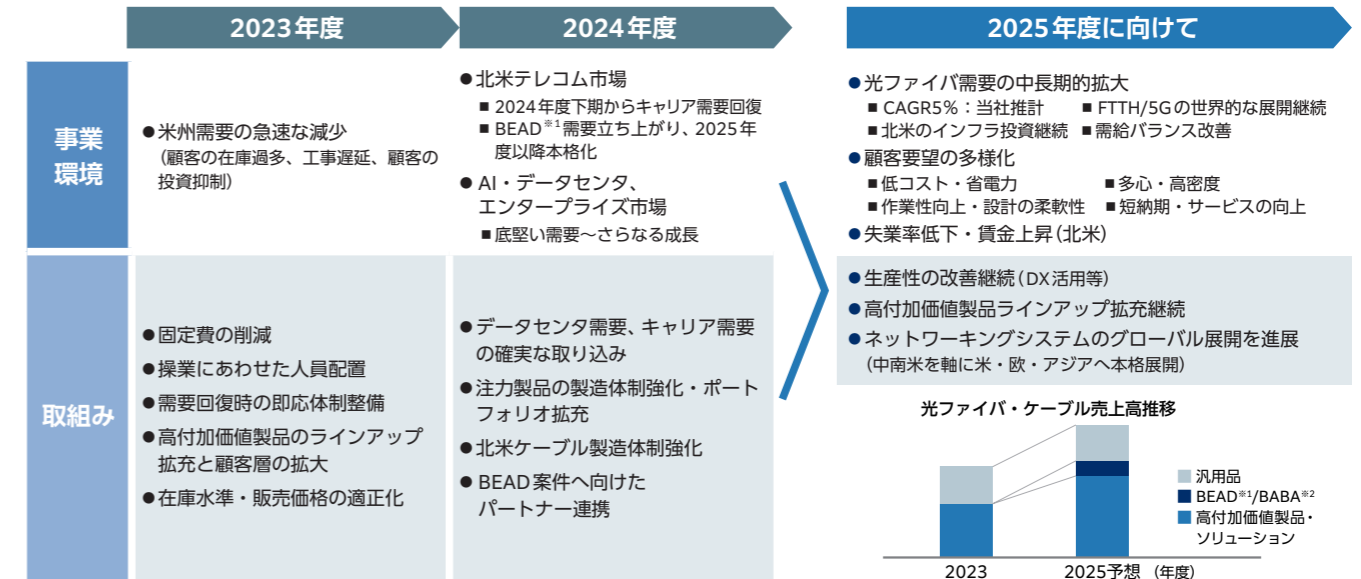 2023年度
2024年度
2025年度に向けて
事業
環境
●米州需要の急速な減少
(顧客の在庫過多、工事遅延、顧客の
投資抑制)
●北米テレコム市場
■ 2024年度下期からキャリア需要回復
■ BEAD※1需要立ち上がり、2025年
度以降本格化
● AI・データセンタ、
エンタープライズ市場
■底堅い需要～さらなる成長
●光ファイバ需要の中長期的拡大
■ CAGR5%：当社推計 ■ FTTH/5Gの世界的な展開継続
■北米のインフラ投資継続 ■需給バランス改善
●顧客要望の多様化
■低コスト・省電力 ■多心・高密度
■作業性向上・設計の柔軟性 ■短納期・サービスの向上
●失業率低下・賃金上昇(北米)
取組み
●固定費の削減
●操業にあわせた人員配置
●需要回復時の即応体制整備
●高付加価値製品のラインアップ
拡充と顧客層の拡大
●在庫水準・販売価格の適正化
●データセンタ需要、キャリア需要
の確実な取り込み
●注力製品の製造体制強化・ポート
フォリオ拡充
●北米ケーブル製造体制強化
● BEAD案件へ向けた
パートナー連携
●生産性の改善継続(DX活用等)
●高付加価値製品ラインアップ拡充継続
●ネットワーキングシステムのグローバル展開を進展
(中南米を軸に米・欧・アジアへ本格展開)
光ファイバ・ケーブル売上高推移
汎用品
BEAD※1/BABA※2
高付加価値製品・
ソリューション
2023 2025予想 (年度)